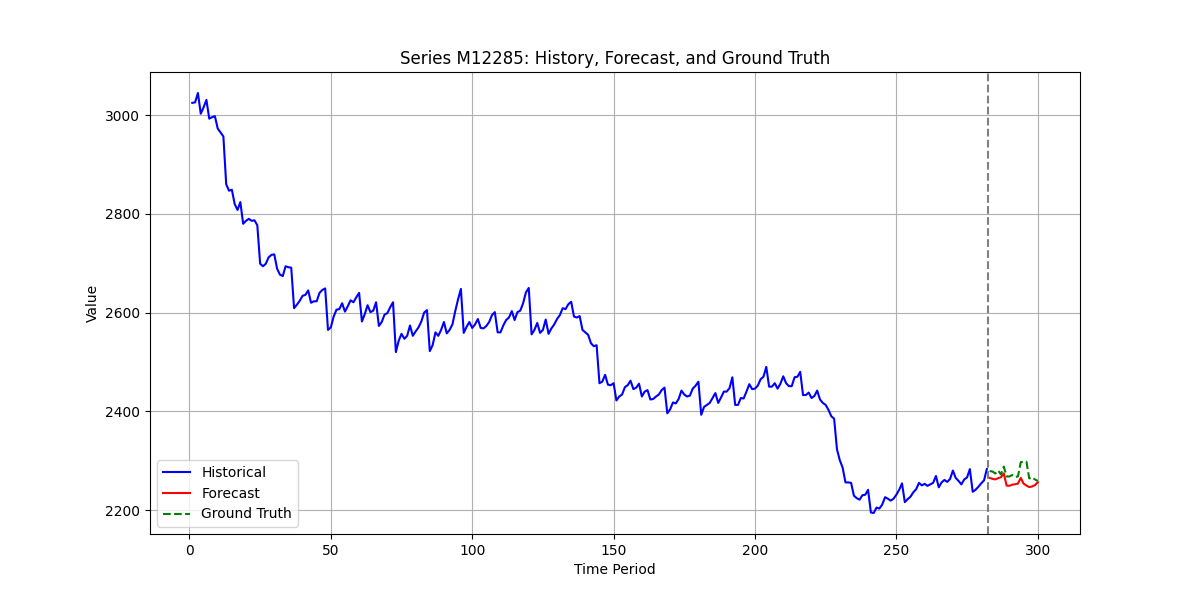 Series M12285: History, Forecast, and Ground Truth
3000
2800
2600
2400
2200
Value
Historical
Forecast
Ground Truth
0 50 100 150 200 250 300
Time Period